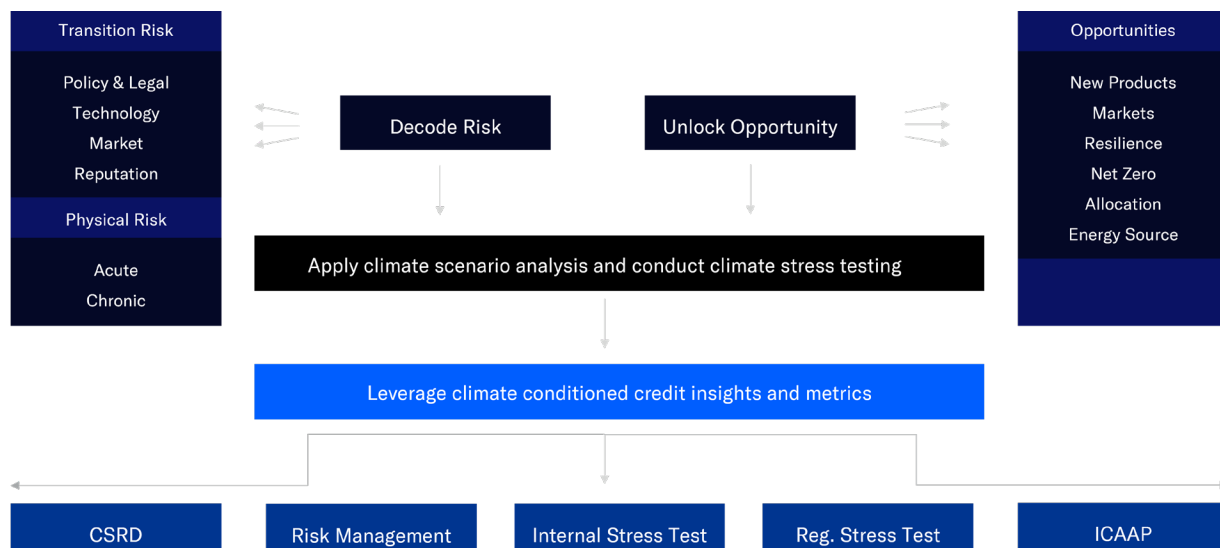 Transition Risk
Policy & Legal
Technology
Market
Reputation
Physical Risk
Acute
Chronic
Decode Risk
Unlock Opportunity
Opportunities
New Products
Markets
Resilience
Net Zero
Allocation
Energy Source
Apply climate scenario analysis and conduct climate stress testing
Leverage climate conditioned credit insights and metrics
CSRD
Risk Management
Internal Stress Test
Reg. Stress Test
ICAAP